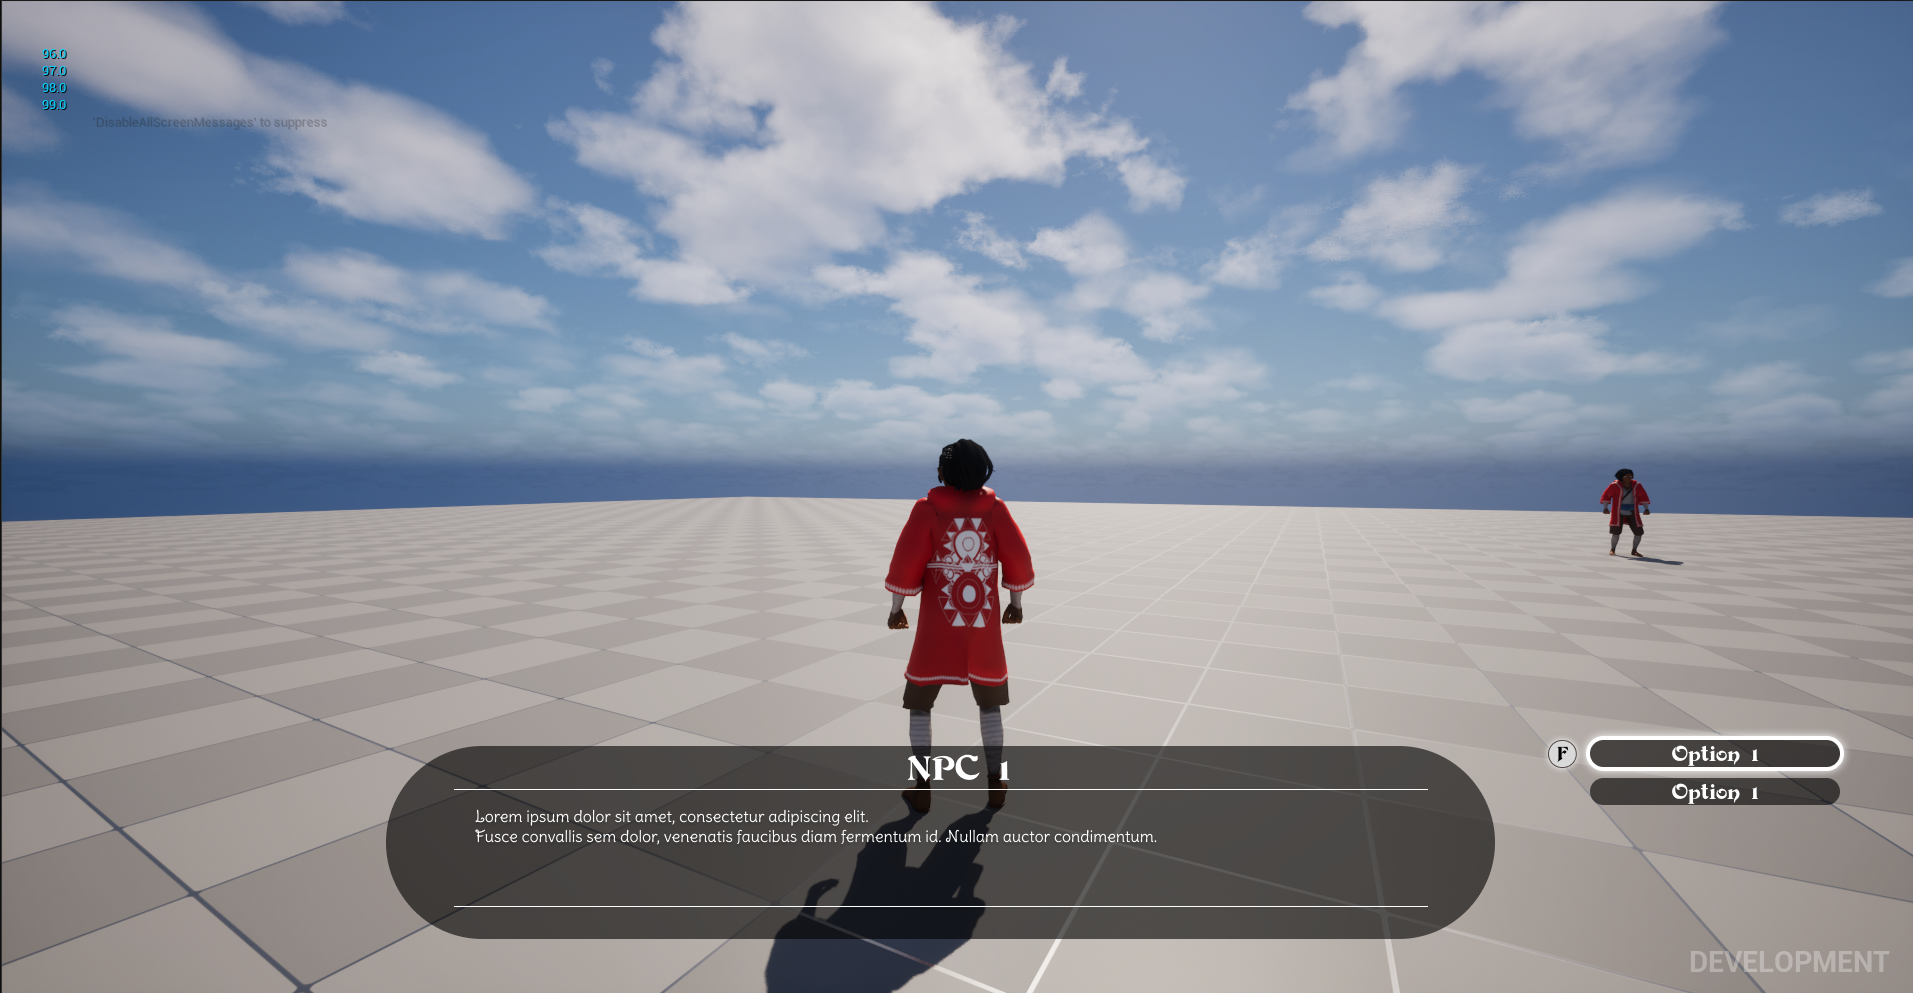 96.0
97.0
98.0
99.0
'DisableAllScreenMessages' to suppress
NPC 1
Lorem ipsum dolor sit amet, consectetur adipiscing elit.
Fusce convallis sem dolor, venenatis faucibus diam fermentum id. Nullam auctor condimentum.
F
Option 1
Option 1
DEVELOPMENT